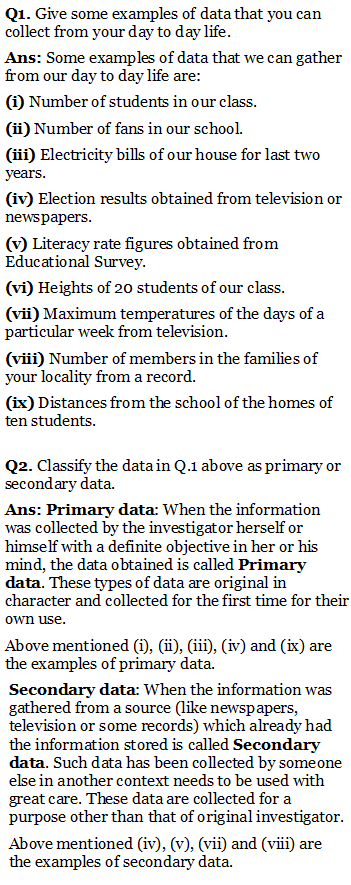 Q1. Give some examples of data that you can
collect from your day to day life.
Ans: Some examples of data that we can gather
from our day to day life are:
(i) Number of students in our class.
(ii) Number of fans in our school.
(iii) Electricity bills of our house for last two
years.
(iv) Election results obtained from television or
newspapers.
(v) Literacy rate figures obtained from
Educational Survey.
(vi) Heights of 20 students of our class.
(vii) Maximum temperatures of the days of a
particular week from television.
(viii) Number of members in the families of
your locality from a record.
(ix) Distances from the school of the homes of
ten students.
Q2. Classify the data in Q.1 above as primary or
secondary data.
Ans: Primary data: When the information
was collected by the investigator herself or
himself with a definite objective in her or his
mind, the data obtained is called Primary
data. These types of data are original in
character and collected for the first time for their
own use.
Above mentioned (i), (ii), (iii), (iv) and (ix) are
the examples of primary data.
Secondary data: When the information was
gathered from a source (like newspapers,
television or some records) which already had
the information stored is called Secondary
data. Such data has been collected by someone
else in another context needs to be used with
great care. These data are collected for a
purpose other than that of original investigator.
Above mentioned (iv), (v), (vii) and (viii) are
the examples of secondary data.